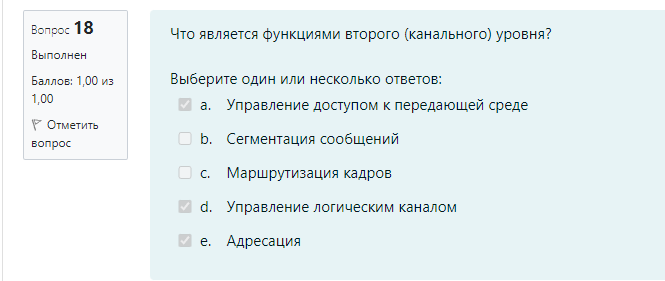 Вопрос 18
Выполнен
Баллов: 1,00 из
1,00
Отметить
вопрос
Что является функциями второго (канального) уровня?
Выберите один или несколько ответов:
a. Управление доступом к передающей среде
b. Сегментация сообщений
c. Маршрутизация кадров
d. Управление логическим каналом
e. Адресация